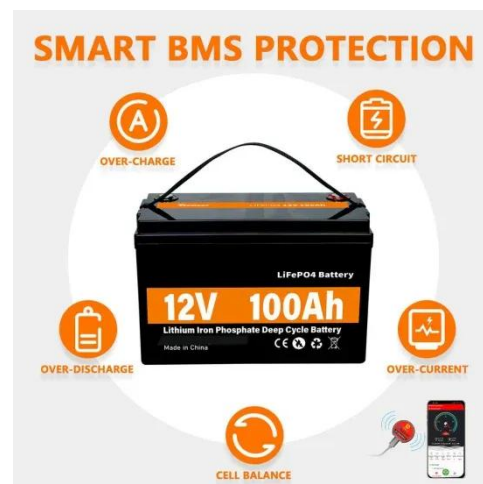 SMART BMS PROTECTION
OVER-CHARGE
SHORT CIRCUIT
LiFePO4 Battery
12V 100Ah
Lithium Iron Phosphate Deep Cycle Battery
Made in China
CE
OVER-DISCHARGE
OVER-CURRENT
CELL BALANCE